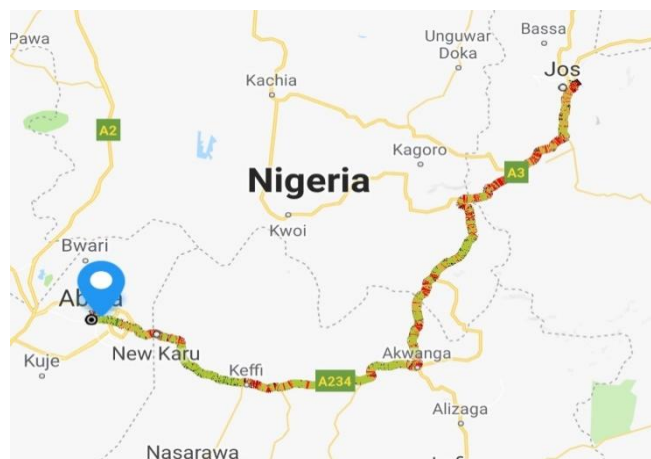 Pawa
Bassa
Unguwar
Doka
Jos
Kachia
A2
Kagoro
A3
Nigeria
Kwoi
Bwari
New Karu
Kuje
Keffi
A234
Akwanga
Alizaga
Nasarawa